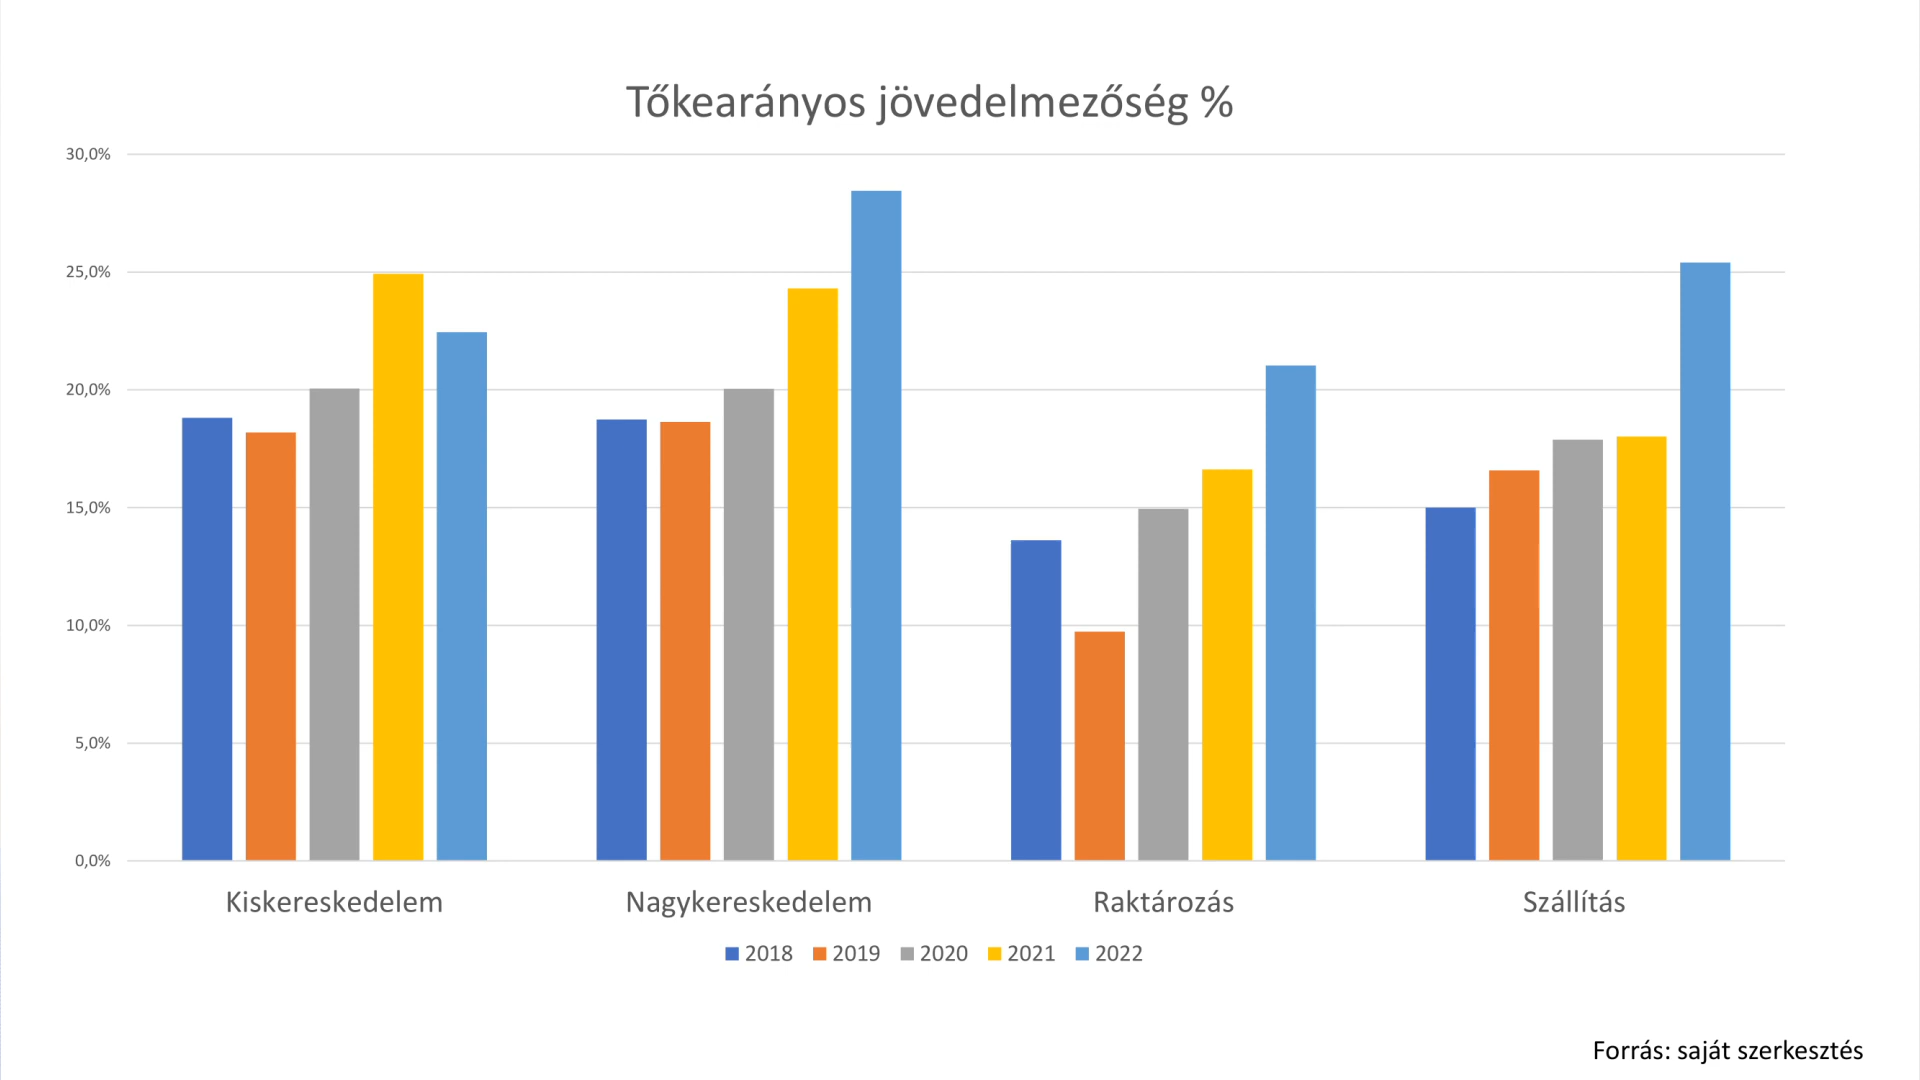 Tőkearányos jövedelmezőség %
30,0%
25,0%
20,0%
15,0%
10,0%
5,0%
0,0%
Kiskereskedelem Nagykereskedelem Raktározás Szállítás
2018 2019 2020 2021 2022
Forrás: saját szerkesztés